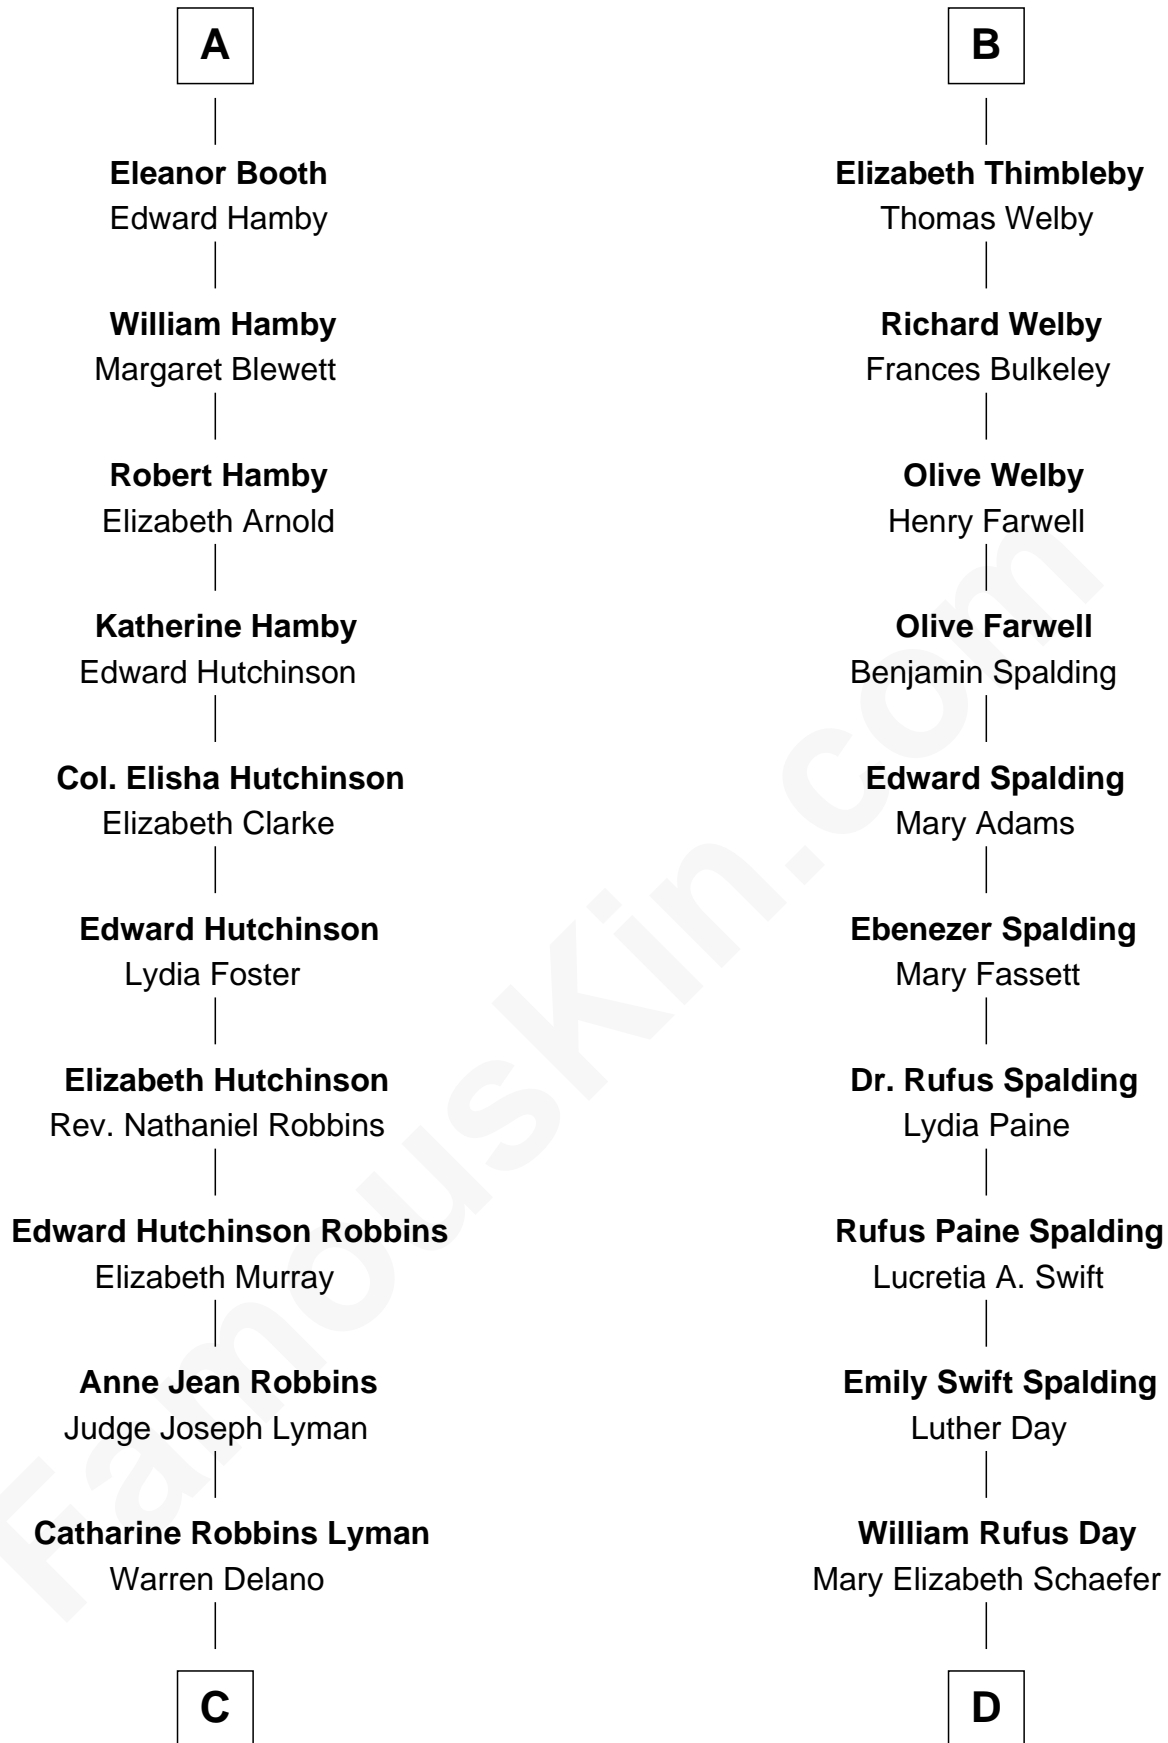 A
Eleanor Booth
Edward Hamby
William Hamby
Margaret Blewett
Robert Hamby
Elizabeth Arnold
Katherine Hamby
Edward Hutchinson
Col. Elisha Hutchinson
Elizabeth Clarke
Edward Hutchinson
Lydia Foster
Elizabeth Hutchinson
Rev. Nathaniel Robbins
Edward Hutchinson Robbins
Elizabeth Murray
Anne Jean Robbins
Judge Joseph Lyman
Catharine Robbins Lyman
Warren Delano
C
B
Elizabeth Thimbleby
Thomas Welby
Richard Welby
Frances Bulkeley
Olive Welby
Henry Farwell
Olive Farwell
Benjamin Spalding
Edward Spalding
Mary Adams
Ebenezer Spalding
Mary Fassett
Dr. Rufus Spalding
Lydia Paine
Rufus Paine Spalding
Lucretia A. Swift
Emily Swift Spalding
Luther Day
William Rufus Day
Mary Elizabeth Schaefer
D
FamousKin.com